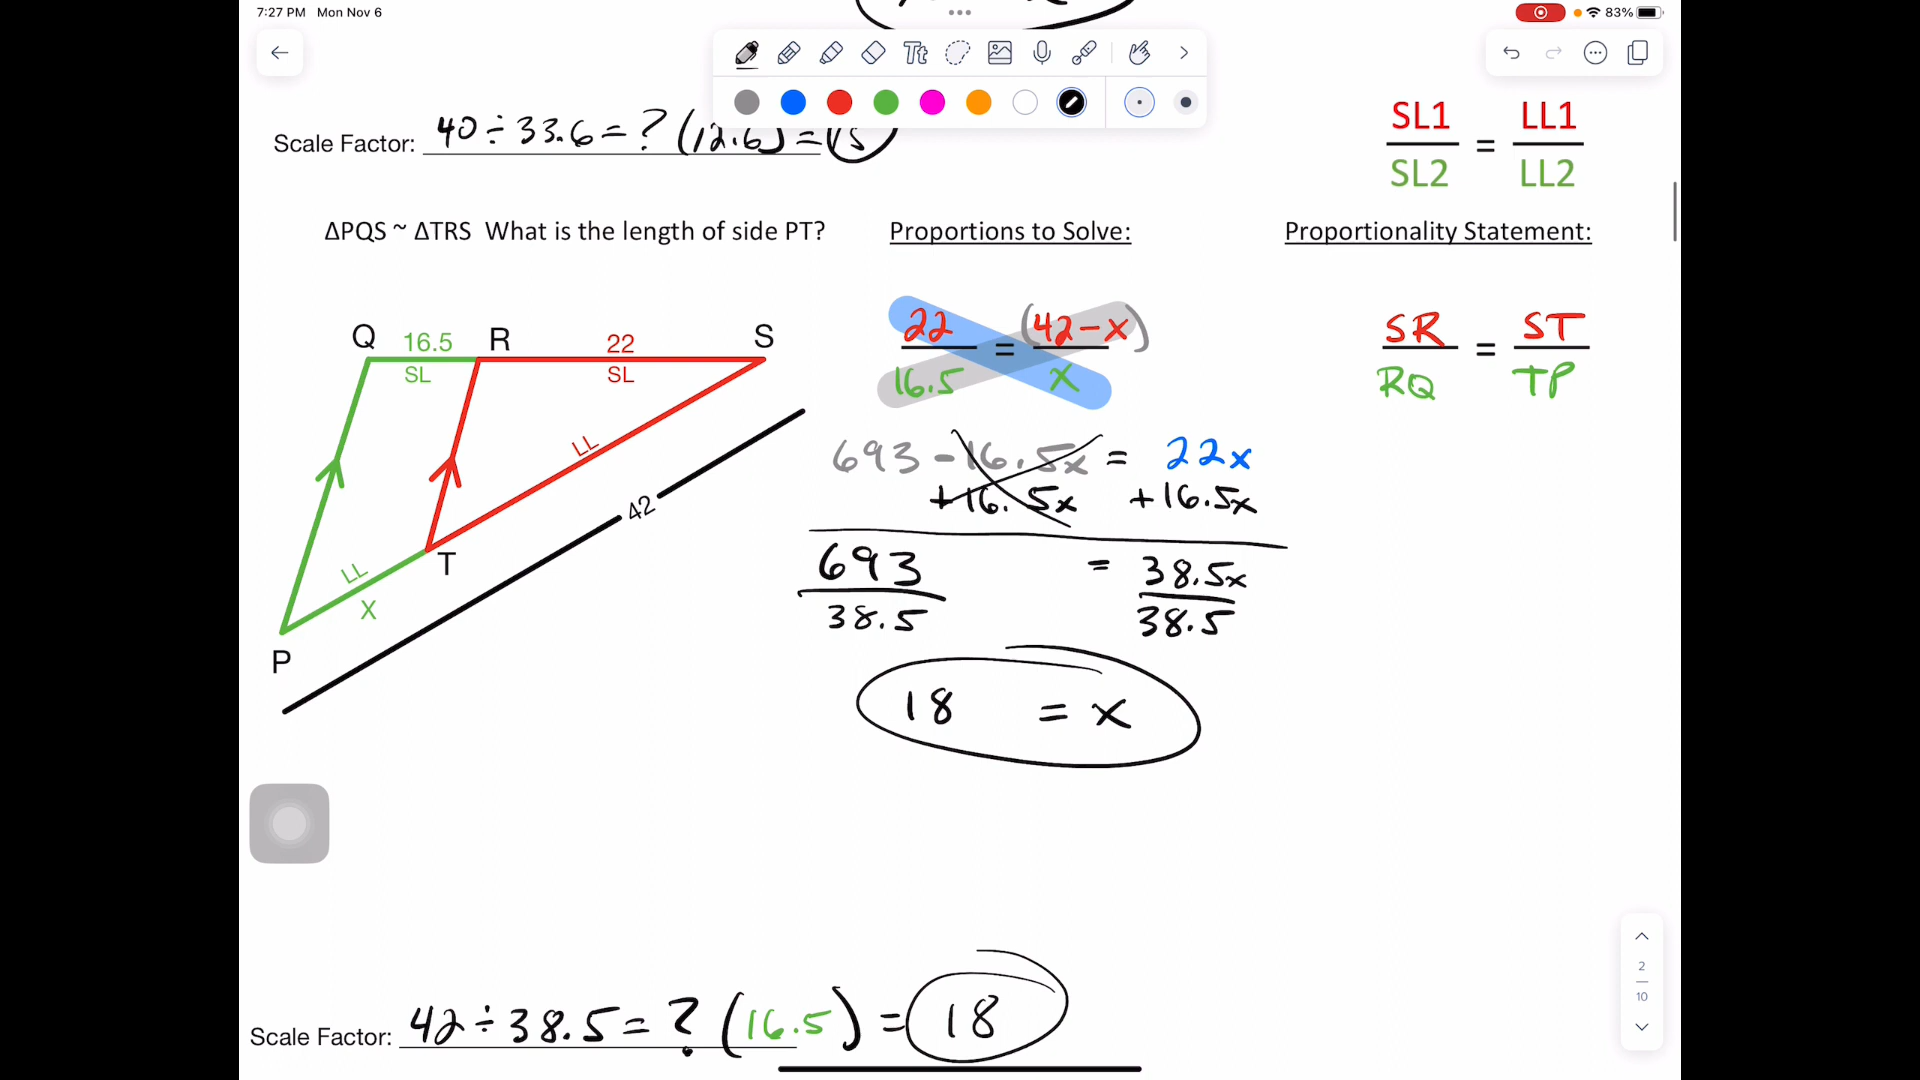 7:27 PM Mon Nov 6
83%
Tt
Scale Factor: 40 ÷ 33.6 = ? (12.6) = 15
SL1 = LL1
SL2 LL2
ΔPQS ~ ΔTRS What is the length of side PT?
Proportions to Solve:
Proportionality Statement:
Q 16.5 R 22 S
SL SL
LL
42
LL T
X
P
22 = (42 - x)
16.5 x
693 - 16.5x = 22x
+16.5x +16.5x
693 = 38.5x
38.5 38.5
18 = x
SR = ST
RQ TP
2
10
Scale Factor: 42 ÷ 38.5 = ? (16.5) = 18